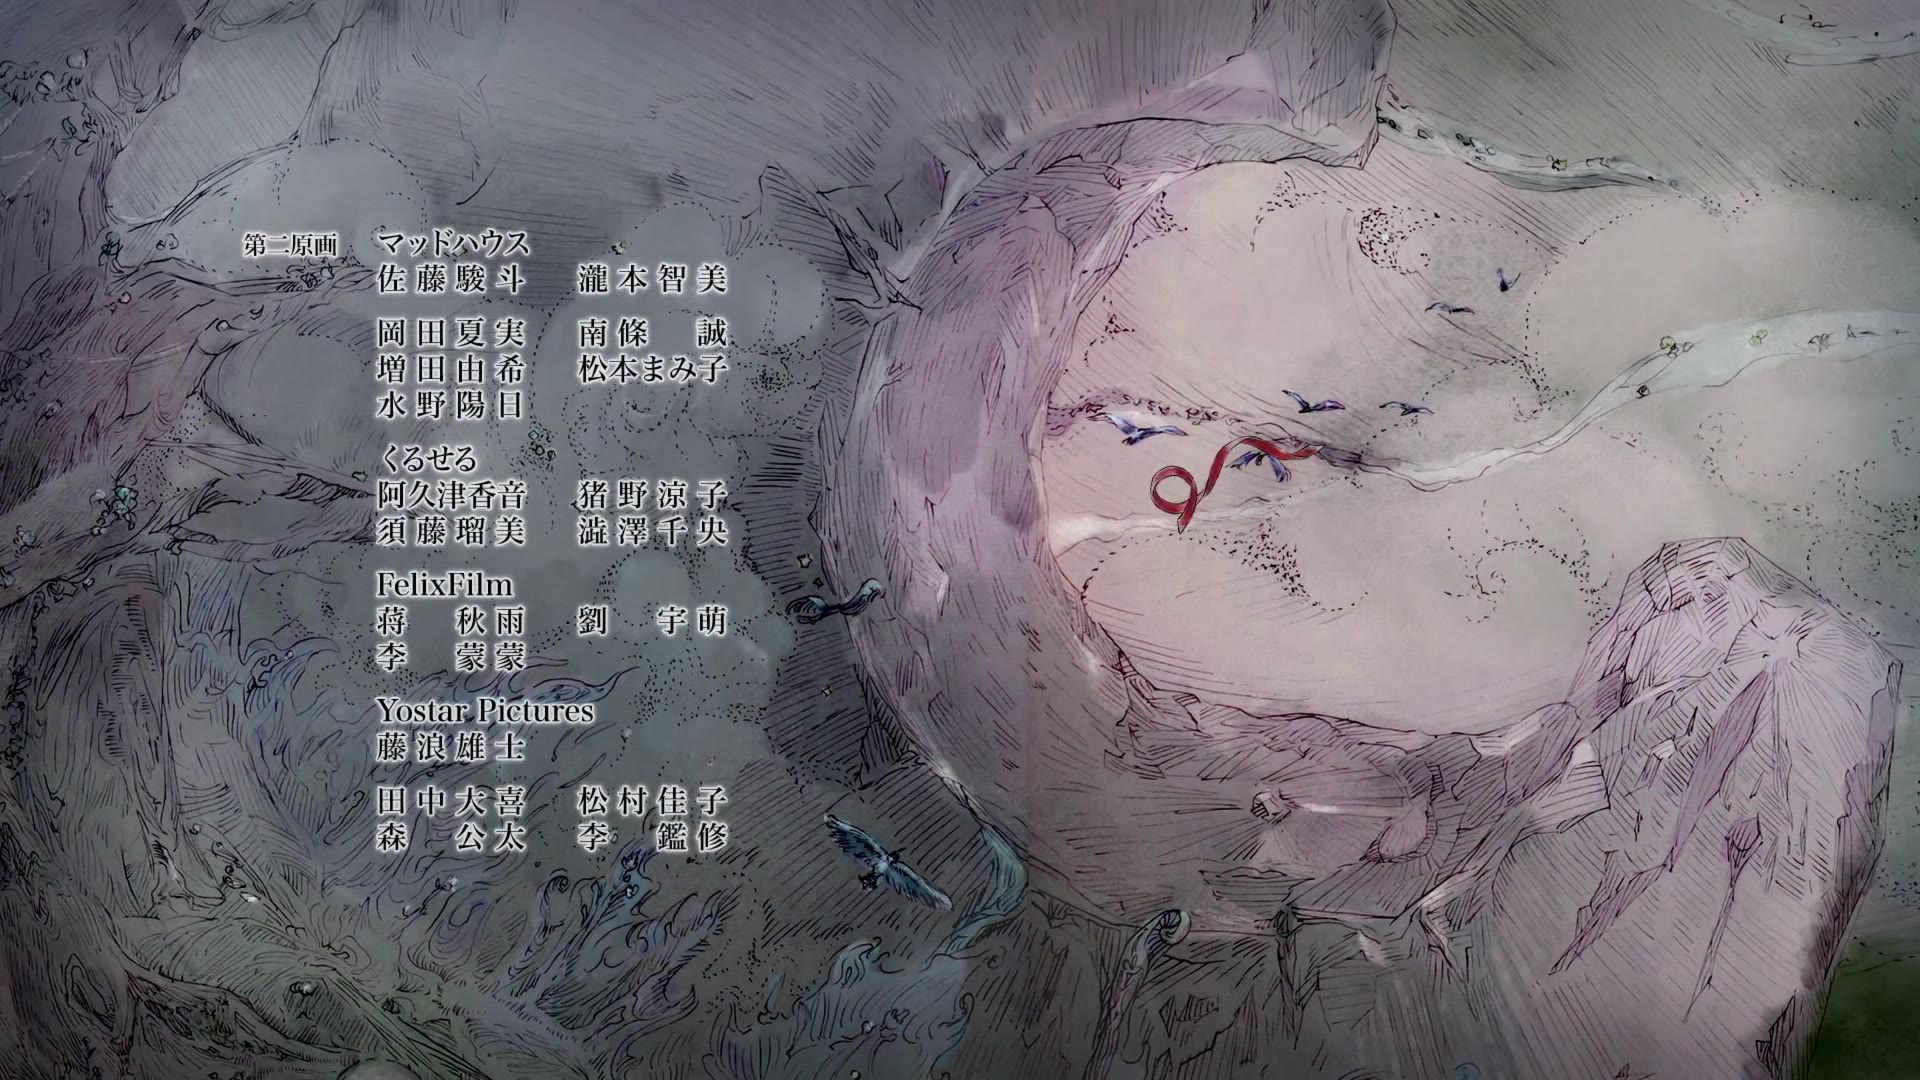 第二原画 マッドハウス
佐藤駿斗 瀧本智美
岡田夏実 南條誠
増田由希 松本まみ子
水野陽日
くるせる
阿久津香音 猪野涼子
須藤瑠美 澁澤千央
FelixFilm
蒋秋雨 劉宇萌
李蒙蒙
Yostar Pictures
藤浪雄士
田中大喜 松村佳子
森公太 李鑑修